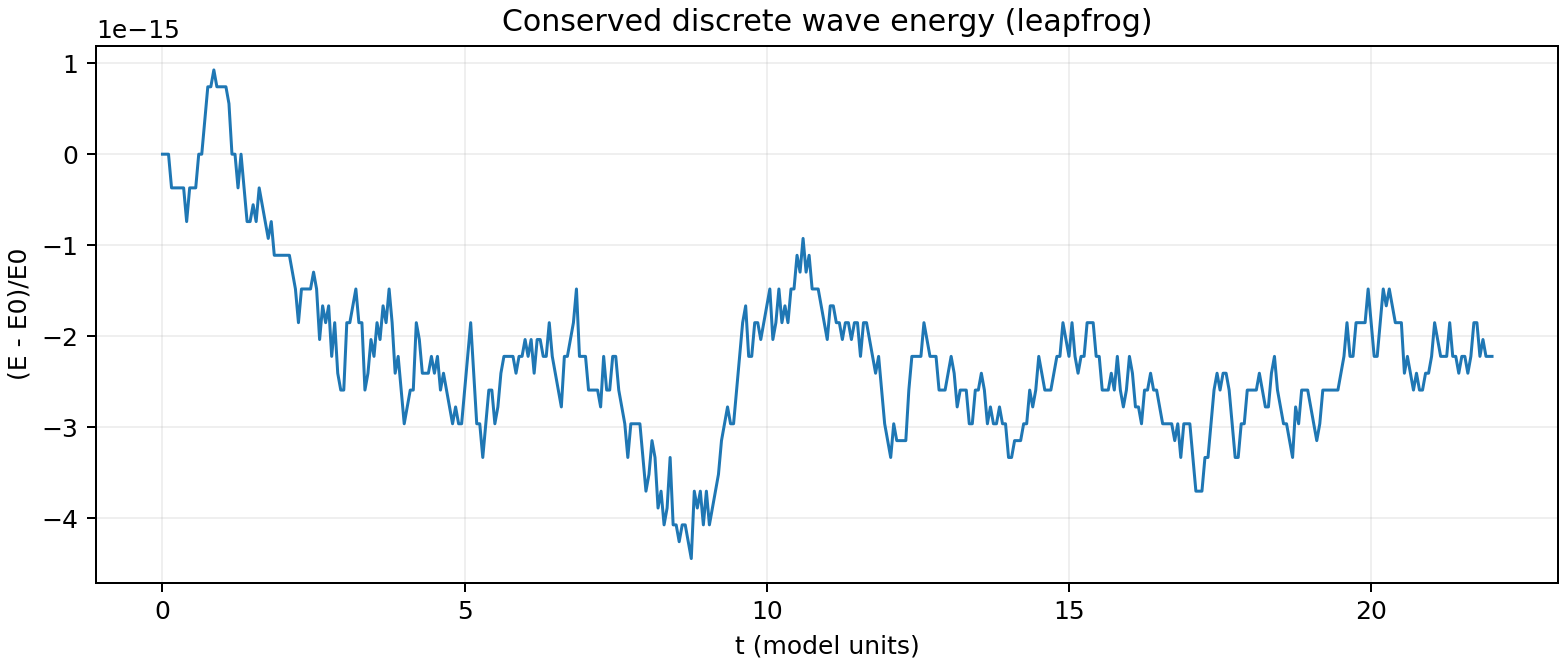 Conserved discrete wave energy (leapfrog)
1e−15
1
0
−1
−2
−3
−4
(E - E0)/E0
0 5 10 15 20
t (model units)